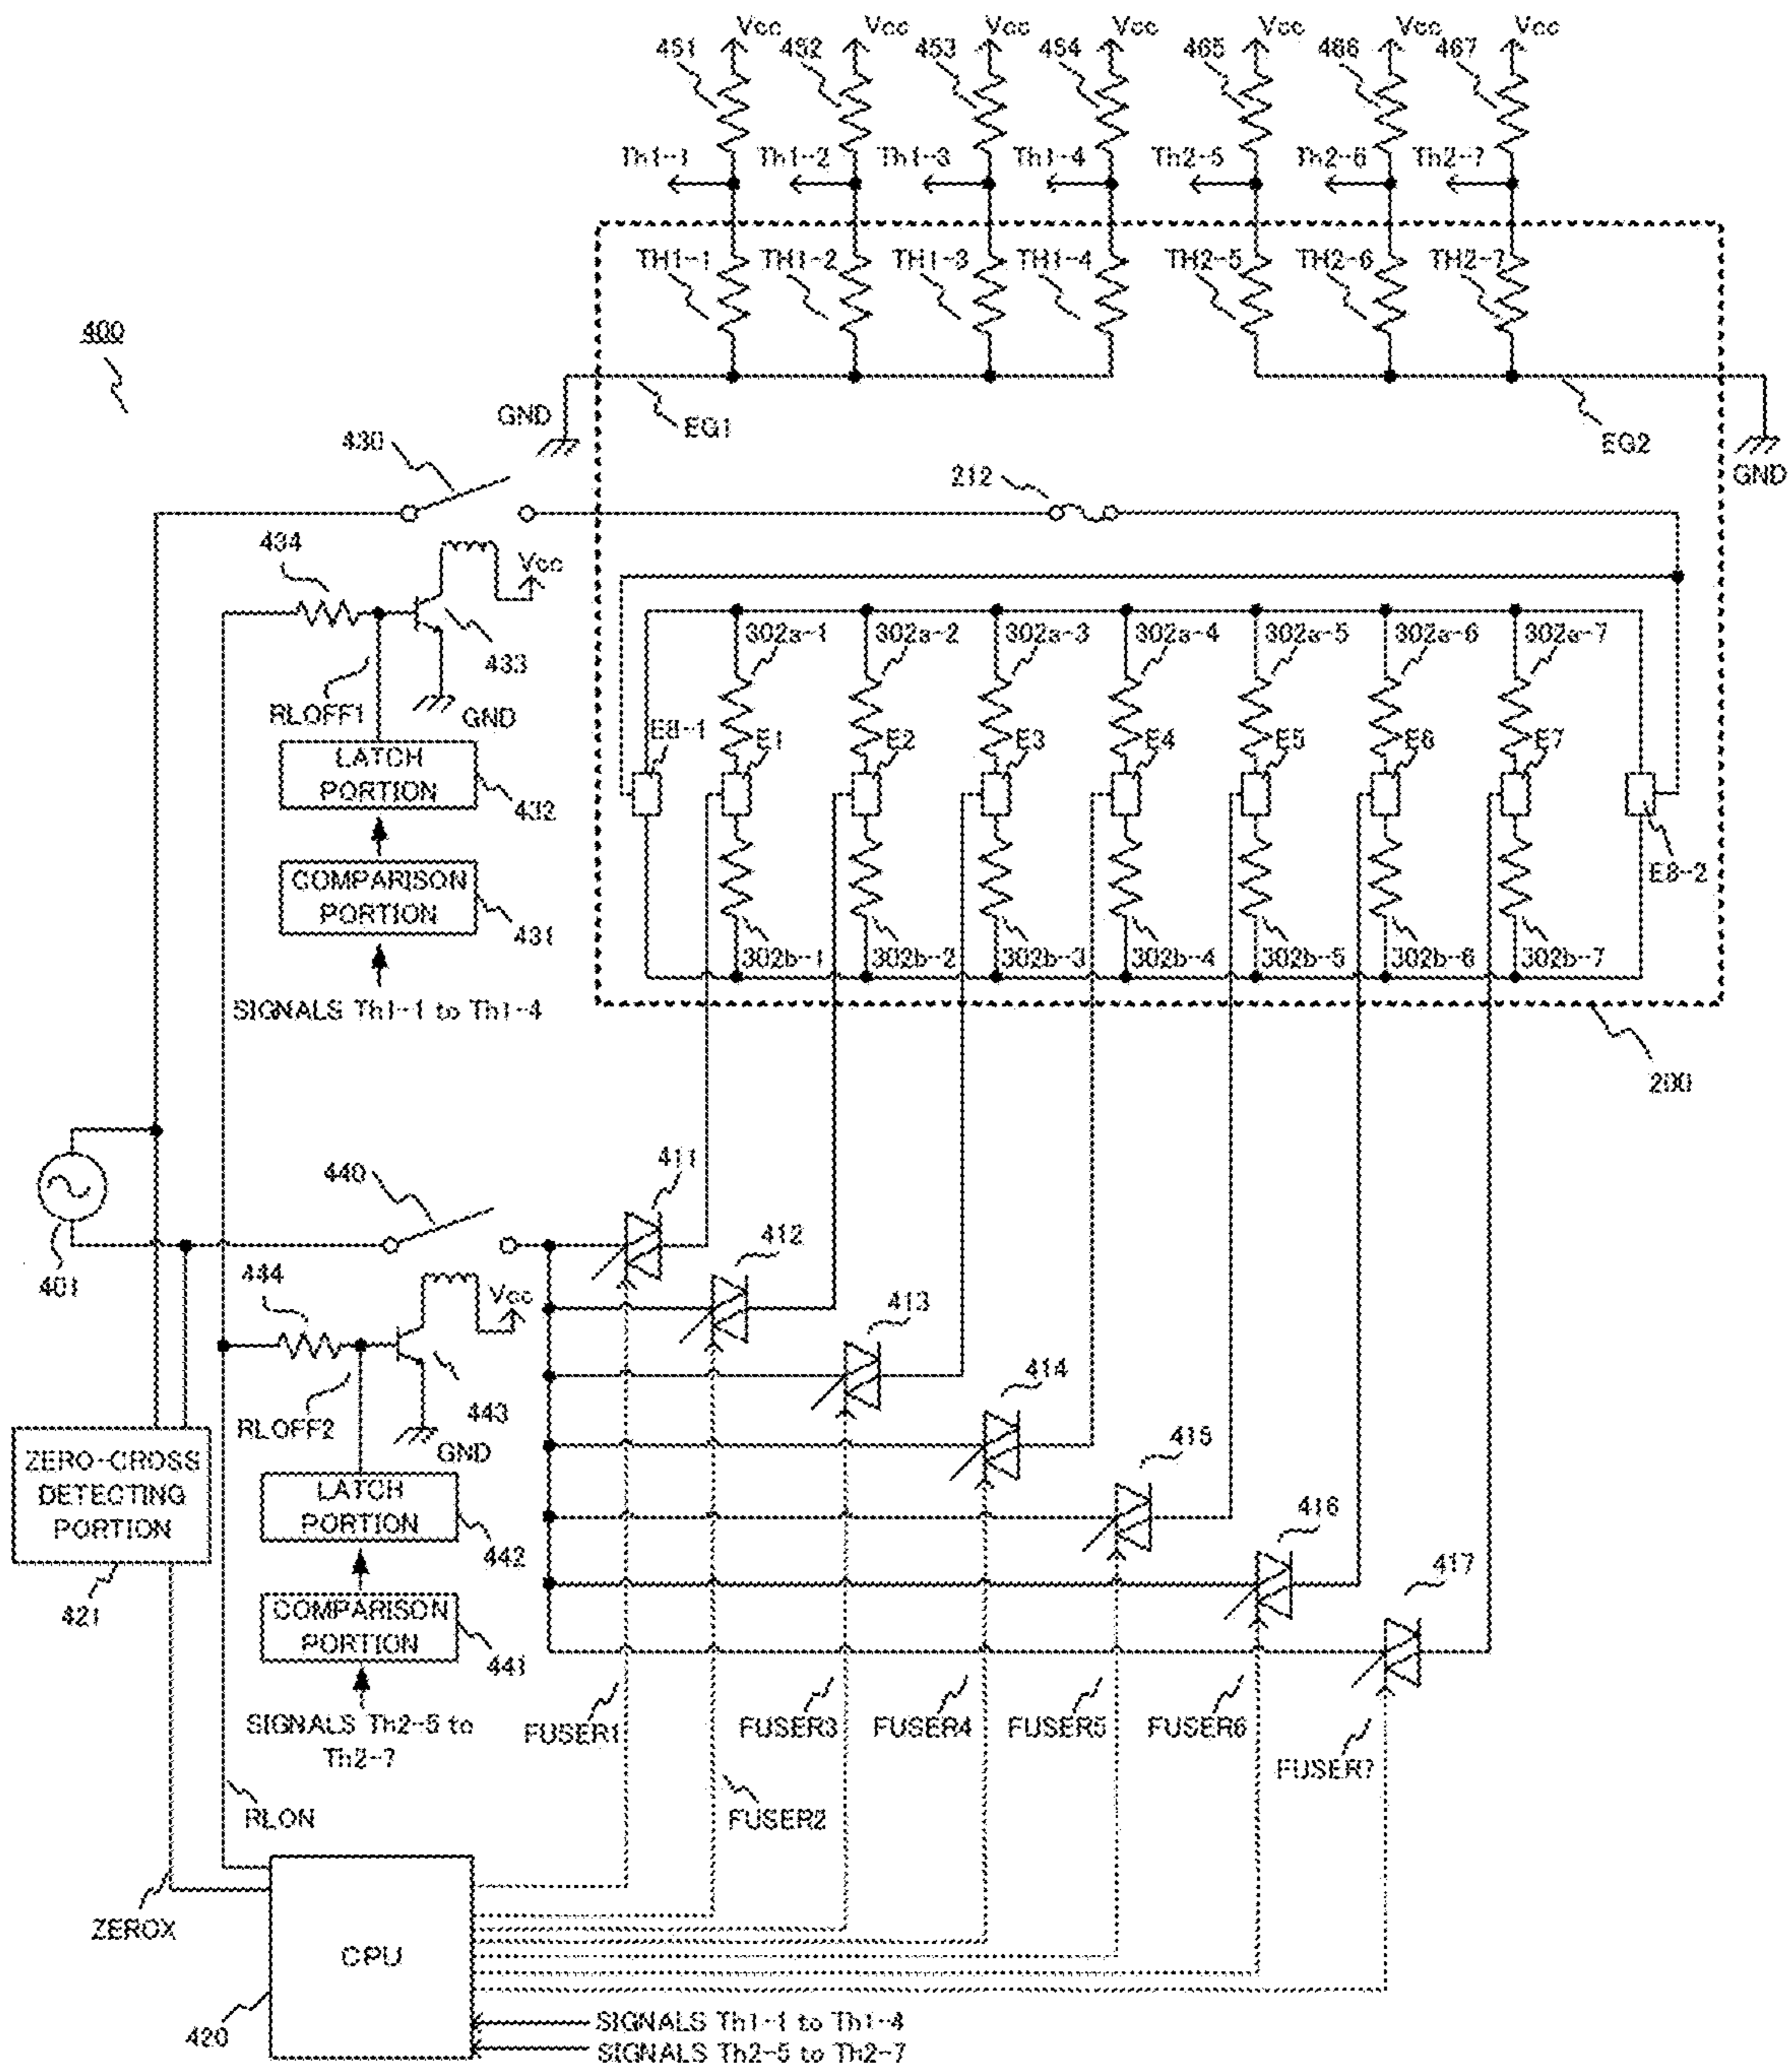 Vcc Vcc Vcc Vcc Vcc Vcc Vcc
451 452 453 454 465 466 467
Th1-1 Th1-2 Th1-3 Th1-4 Th2-5 Th2-6 Th2-7
TH1-1 TH1-2 TH1-3 TH1-4 TH2-5 TH2-6 TH2-7
400
GND EG1 EG2 GND
430 212
434 Vcc
302a-1 302a-2 302a-3 302a-4 302a-5 302a-6 302a-7
433
RLOFF1 GND
E8-1 E1 E2 E3 E4 E5 E6 E7
LATCH
PORTION
432
COMPARISON
PORTION
431
E8-2
302b-1 302b-2 302b-3 302b-4 302b-5 302b-6 302b-7
SIGNALS Th1-1 to Th1-4
200
440 411
401
444 Vcc 412
413
443
RLOFF2 GND
414
ZERO-CROSS
DETECTING
PORTION
421
LATCH
PORTION
442
415
416
COMPARISON
PORTION
441
417
SIGNALS Th2-5 to
Th2-7
FUSER1 FUSER3 FUSER4 FUSER5 FUSER6
FUSER7
RLON FUSER2
ZEROX
CPU
420
SIGNALS Th1-1 to Th1-4
SIGNALS Th2-5 to Th2-7